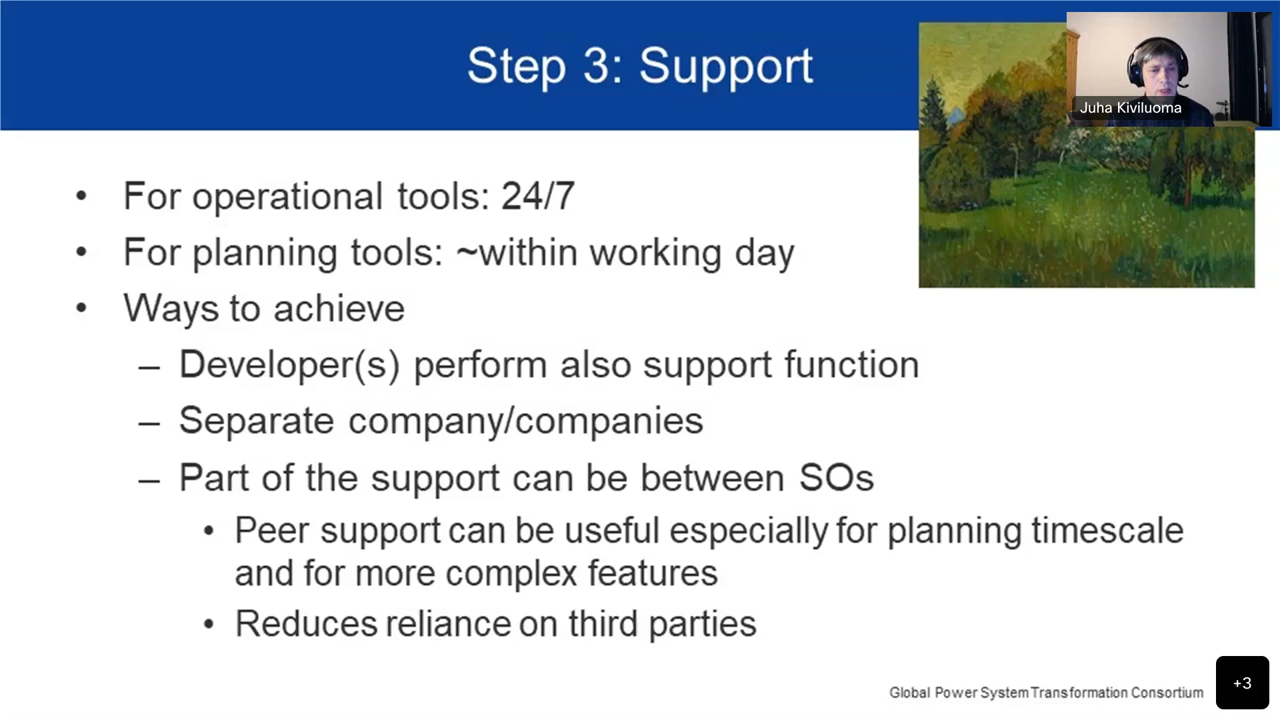 Step 3: Support
Juha Kiviluoma
• For operational tools: 24/7
• For planning tools: ~within working day
• Ways to achieve
– Developer(s) perform also support function
– Separate company/companies
– Part of the support can be between SOs
• Peer support can be useful especially for planning timescale
and for more complex features
• Reduces reliance on third parties
Global Power System Transformation Consortium
+3